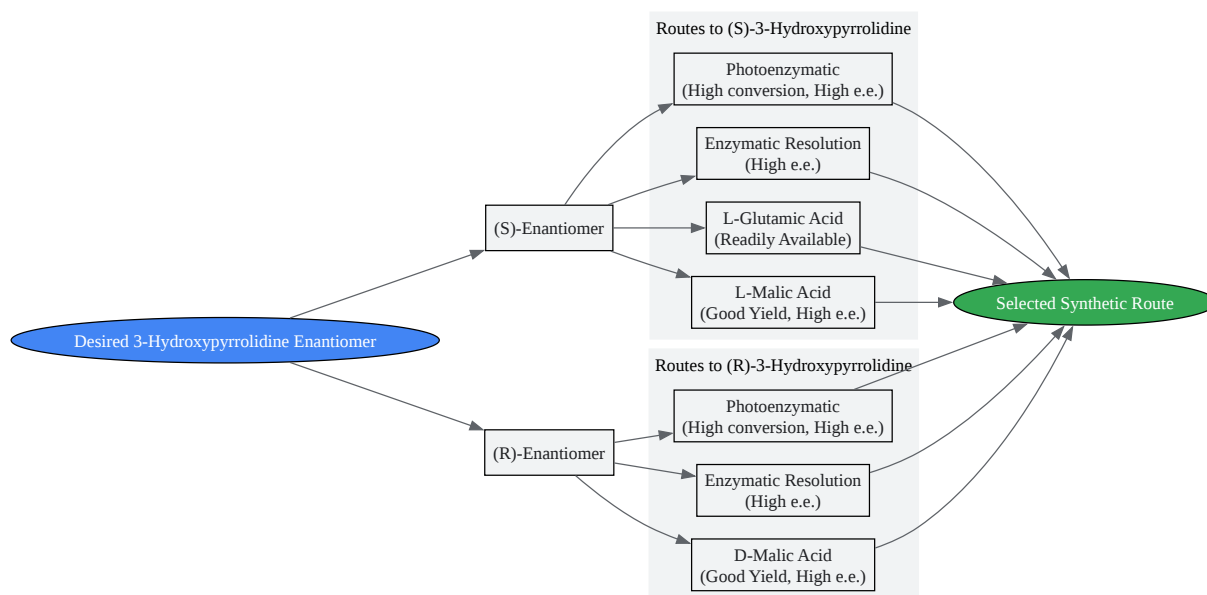 Routes to (S)-3-Hydroxypyrrolidine
Photoenzymatic
(High conversion, High e.e.)
Enzymatic Resolution
(High e.e.)
L-Glutamic Acid
(Readily Available)
L-Malic Acid
(Good Yield, High e.e.)
(S)-Enantiomer
Desired 3-Hydroxypyrrolidine Enantiomer
Selected Synthetic Route
(R)-Enantiomer
Routes to (R)-3-Hydroxypyrrolidine
Photoenzymatic
(High conversion, High e.e.)
Enzymatic Resolution
(High e.e.)
D-Malic Acid
(Good Yield, High e.e.)